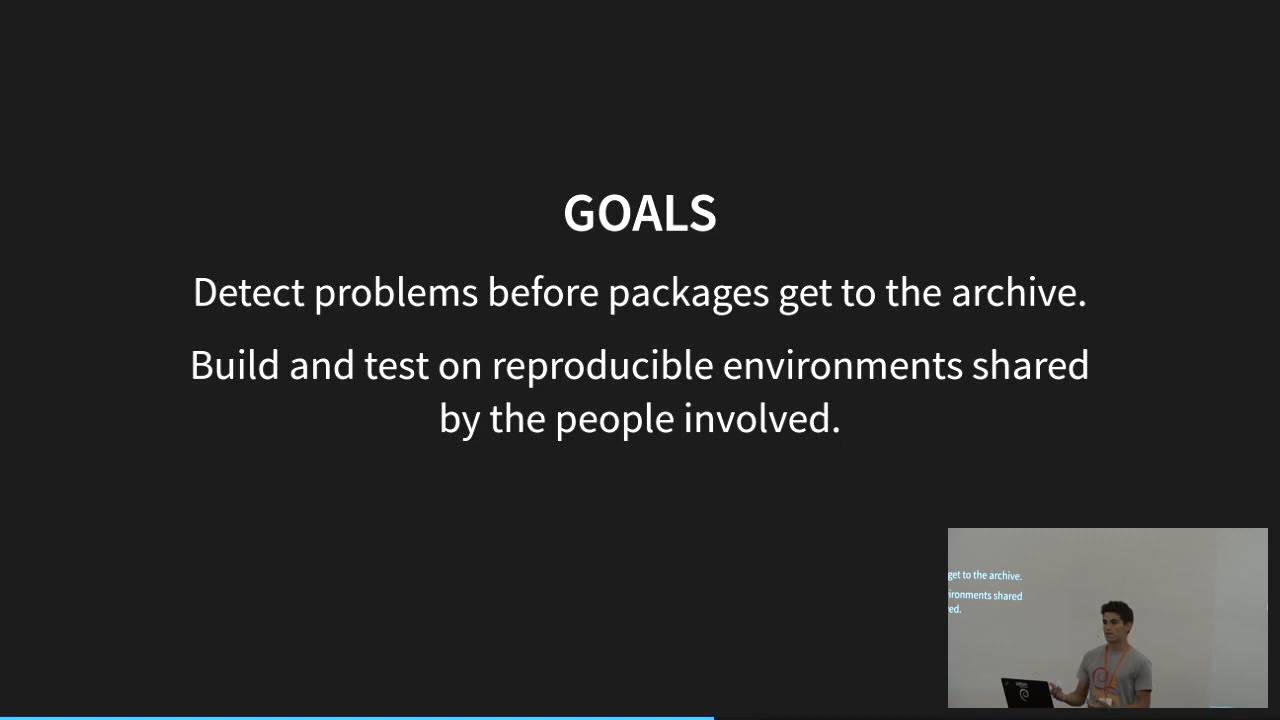 GOALS
Detect problems before packages get to the archive.
Build and test on reproducible environments shared
by the people involved.
get to the archive.
ironments shared
ed.